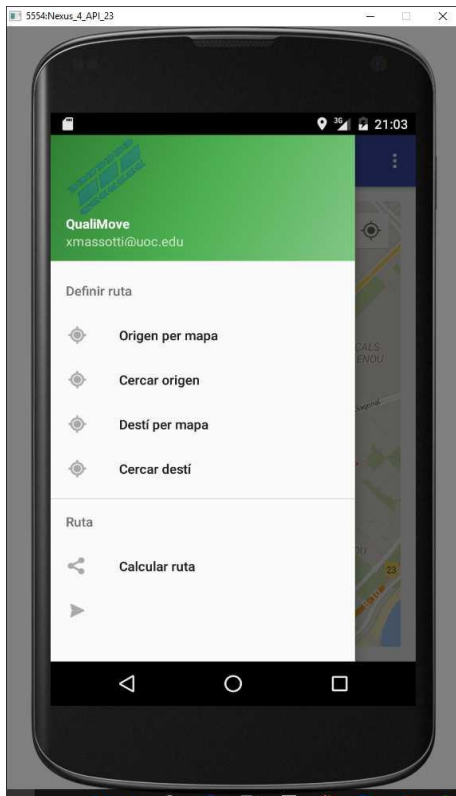 5554:Nexus_4_API_23
3G 21:03
QualiMove
xmassotti@uoc.edu
Definir ruta
Origen per mapa
Cercar origen
Destí per mapa
Cercar destí
Ruta
Calcular ruta
23